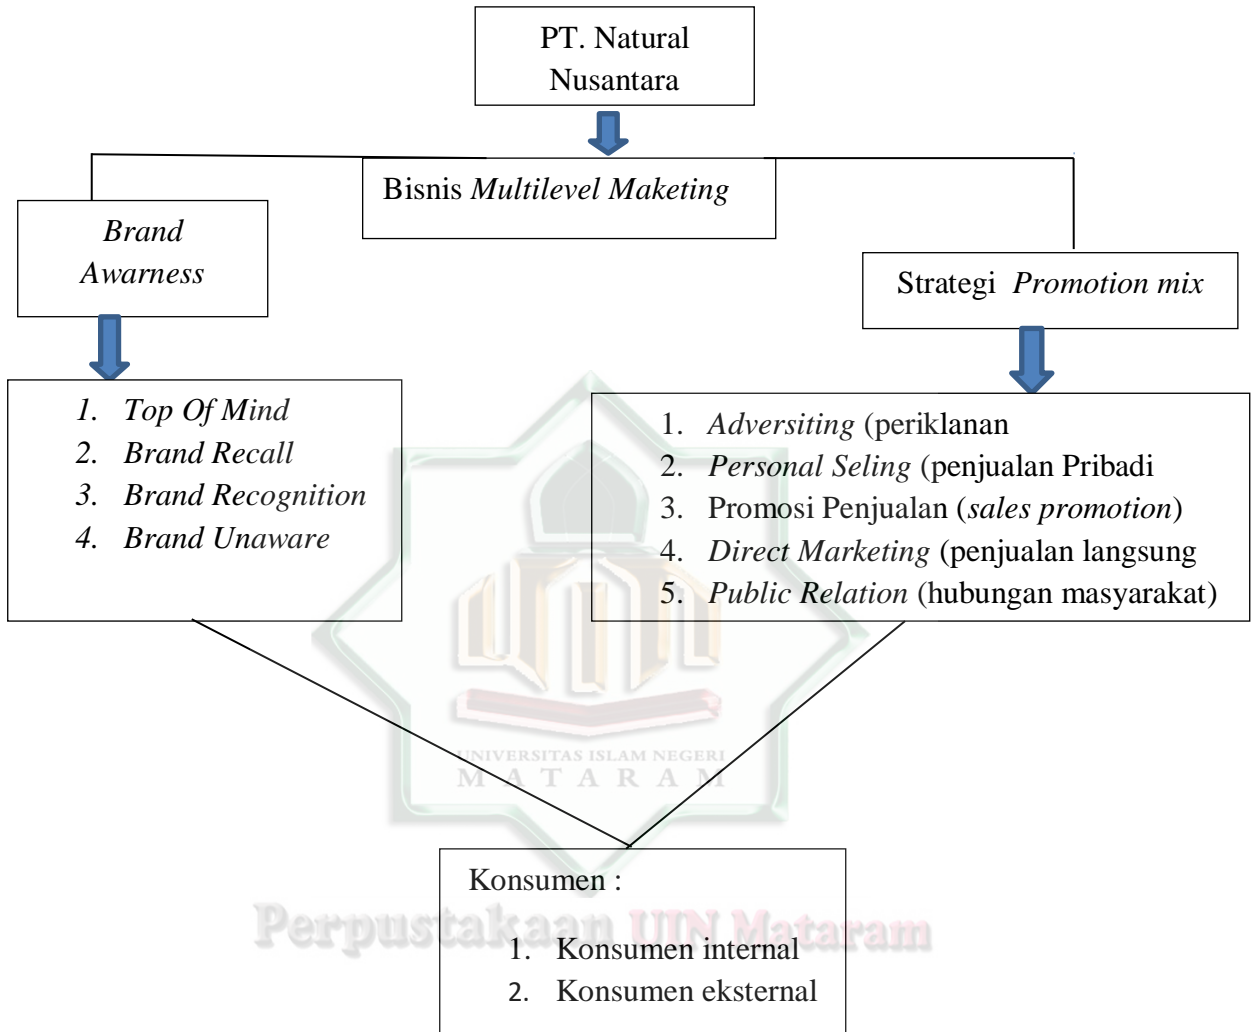 PT. Natural
Nusantara
Bisnis Multilevel Maketing
Brand
Awarness
Strategi Promotion mix
1. Top Of Mind
2. Brand Recall
3. Brand Recognition
4. Brand Unaware
1. Adversiting (periklanan
2. Personal Seling (penjualan Pribadi
3. Promosi Penjualan (sales promotion)
4. Direct Marketing (penjualan langsung
5. Public Relation (hubungan masyarakat)
UNIVERSITAS ISLAM NEGERI
MATARAM
Konsumen :
Perpustakaan UIN Mataram
1. Konsumen internal
2. Konsumen eksternal